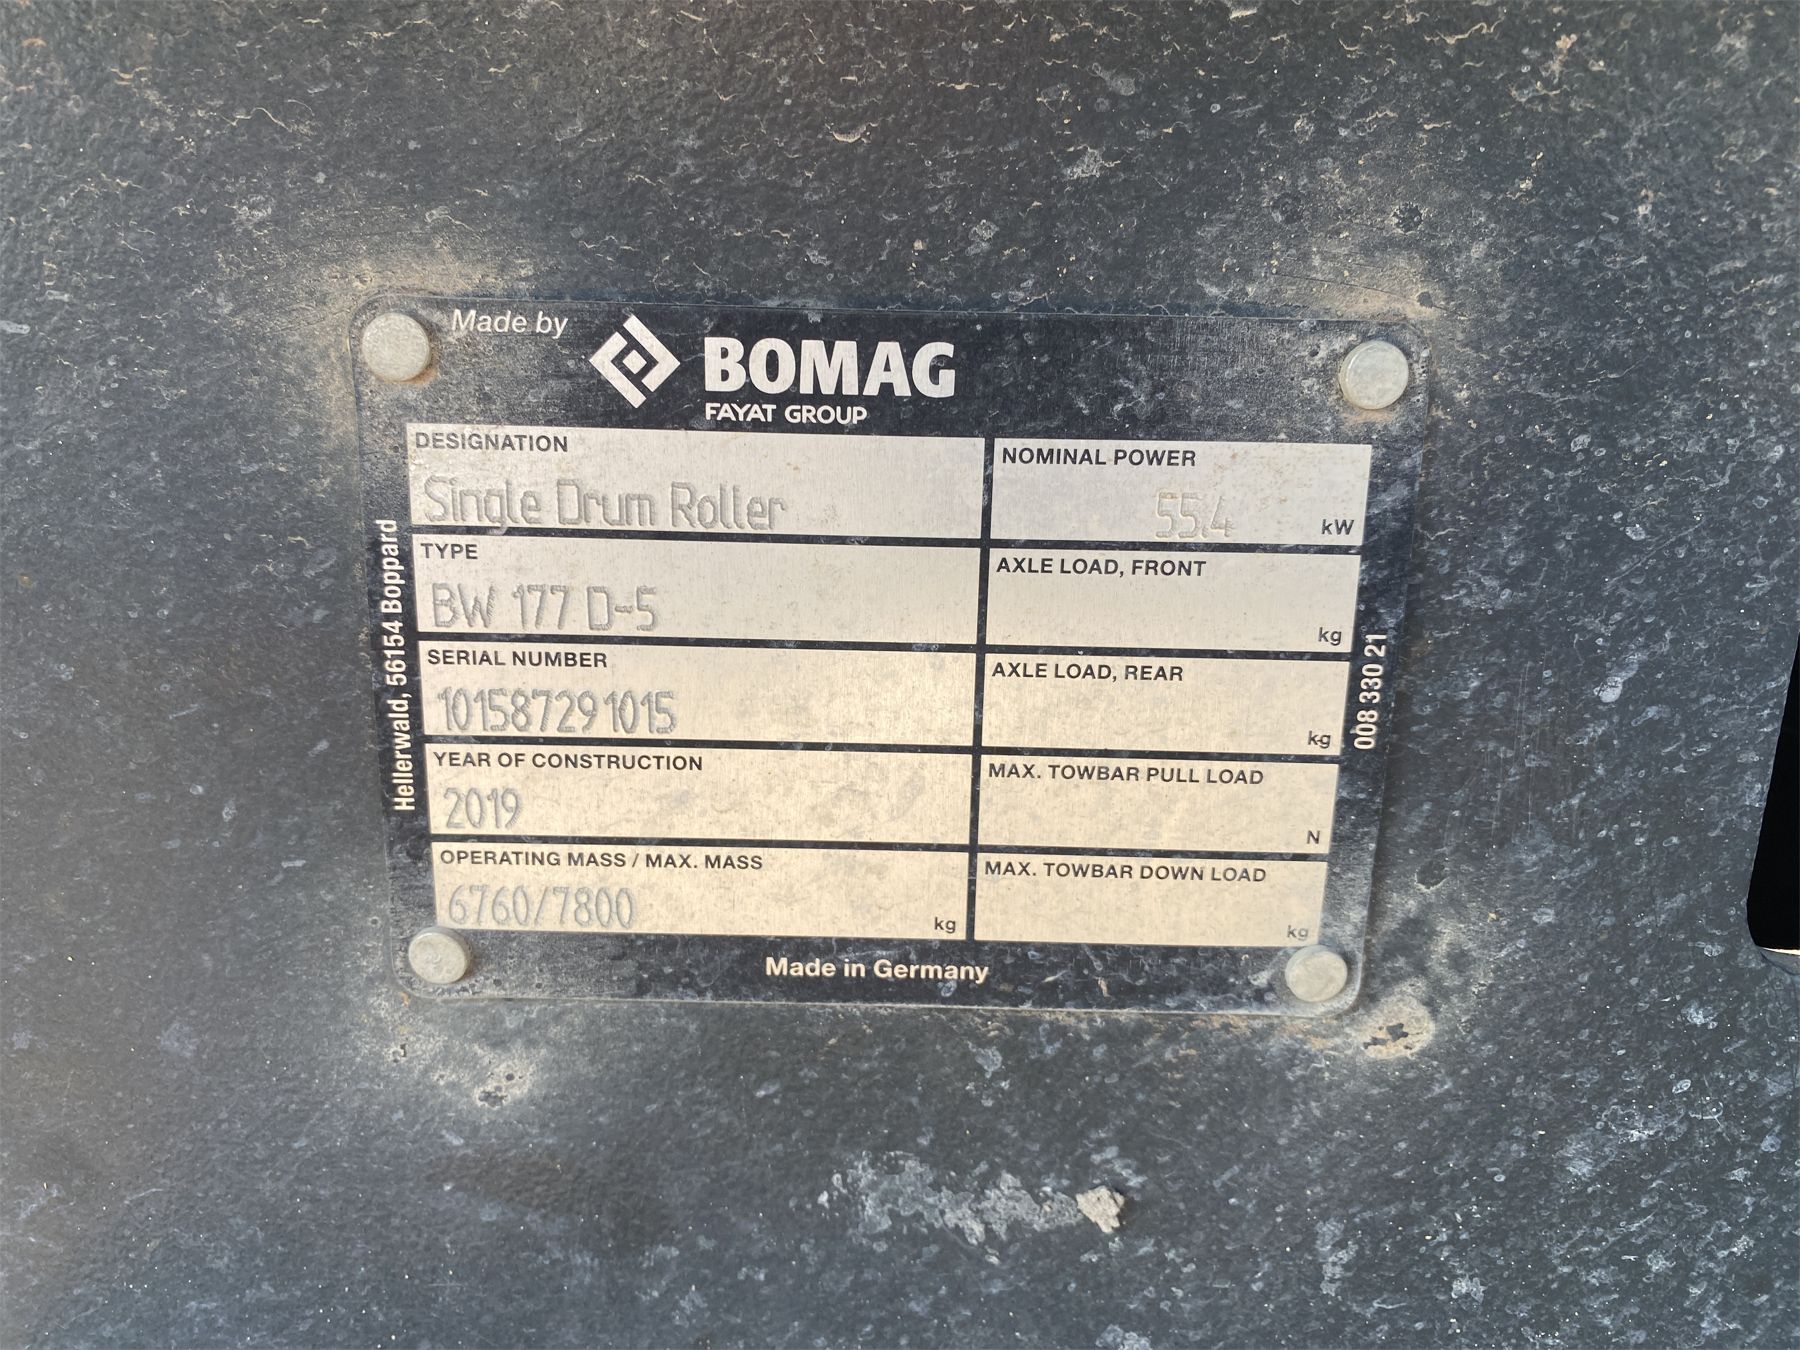 Made by
BOMAG
FAYAT GROUP
DESIGNATION
Single Drum Roller
NOMINAL POWER
55.4 kW
TYPE
BW 177 D-5
AXLE LOAD, FRONT
kg
SERIAL NUMBER
101587291015
AXLE LOAD, REAR
kg
YEAR OF CONSTRUCTION
2019
MAX. TOWBAR PULL LOAD
N
OPERATING MASS / MAX. MASS
6760/7800 kg
MAX. TOWBAR DOWN LOAD
kg
Made in Germany
Hellerwald, 56154 Boppard
008 330 21